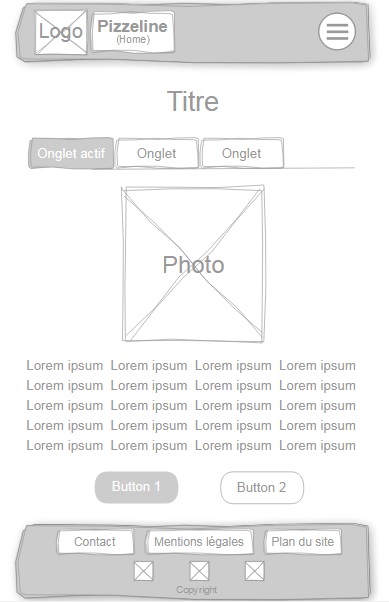 Logo Pizzeline
(Home)
Titre
Onglet actif Onglet Onglet
Photo
Lorem ipsum Lorem ipsum Lorem ipsum Lorem ipsum
Lorem ipsum Lorem ipsum Lorem ipsum Lorem ipsum
Lorem ipsum Lorem ipsum Lorem ipsum Lorem ipsum
Lorem ipsum Lorem ipsum Lorem ipsum Lorem ipsum
Lorem ipsum Lorem ipsum Lorem ipsum Lorem ipsum
Button 1 Button 2
Contact Mentions légales Plan du site
Copyright